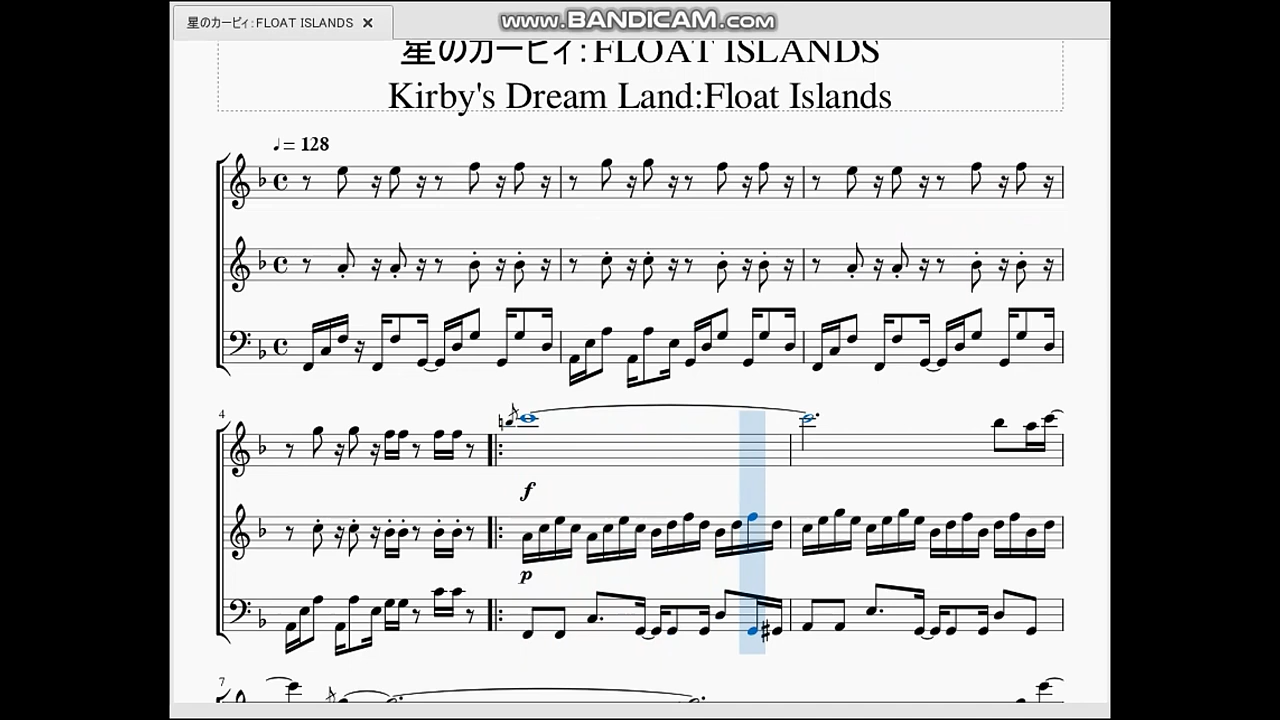 星のカービィ:FLOAT ISLANDS ×
www.BANDICAM.com
星のカービィ:FLOAT ISLANDS
Kirby's Dream Land:Float Islands
♩= 128
4
f
p
7